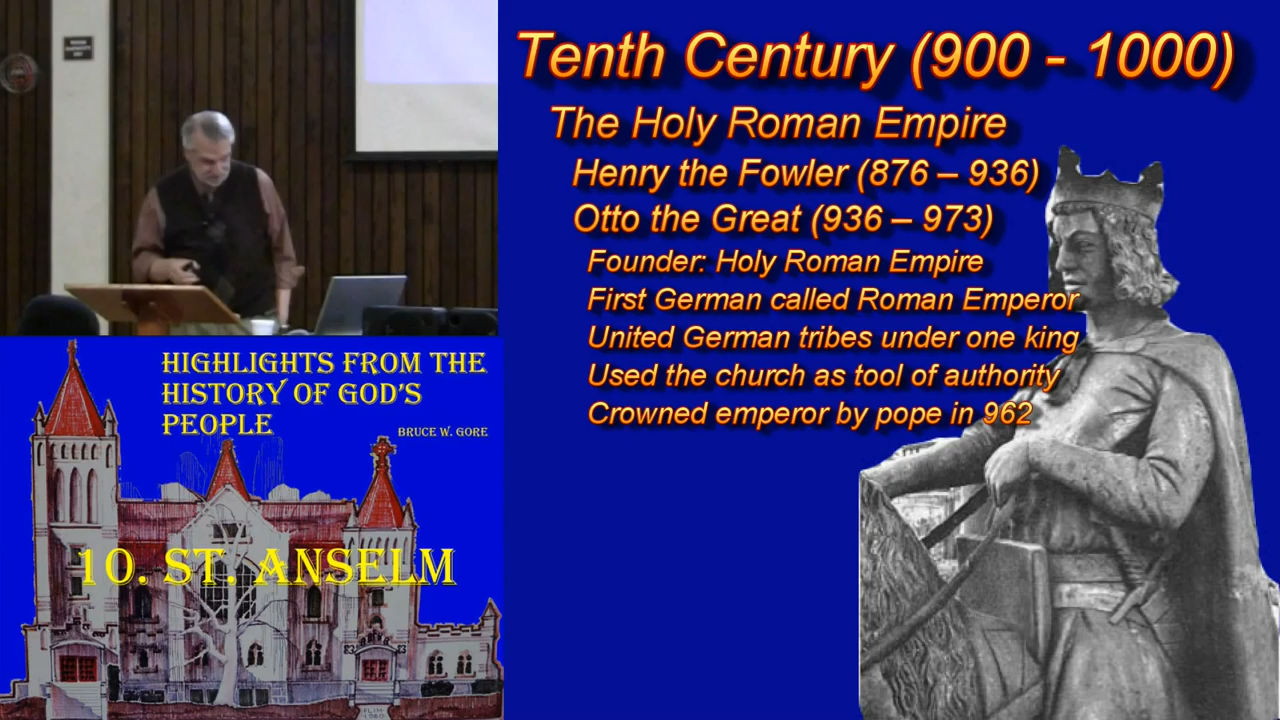 Tenth Century (900 - 1000)
The Holy Roman Empire
Henry the Fowler (876 – 936)
Otto the Great (936 – 973)
Founder: Holy Roman Empire
First German called Roman Emperor
United German tribes under one king
Used the church as tool of authority
Crowned emperor by pope in 962
HIGHLIGHTS FROM THE
HISTORY OF GOD'S
PEOPLE
BRUCE W. GORE
10. ST. ANSELM